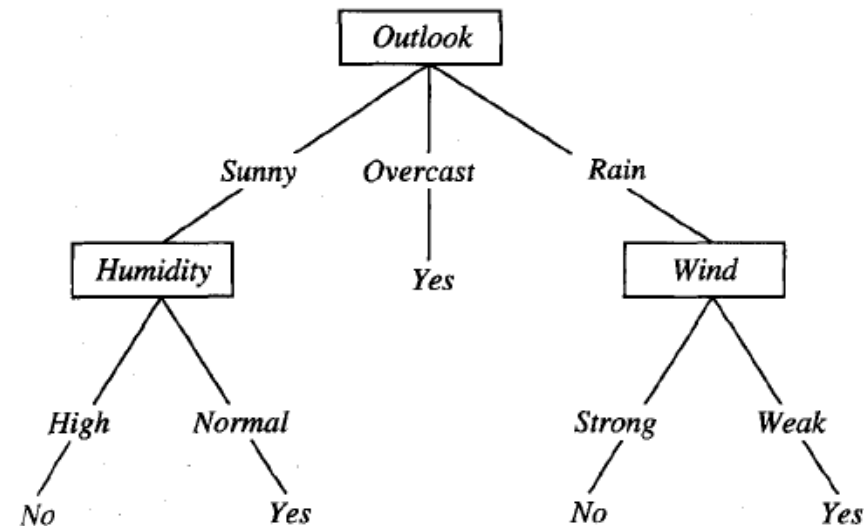 Outlook
Sunny Overcast Rain
Humidity Yes Wind
High Normal Strong Weak
No Yes No Yes